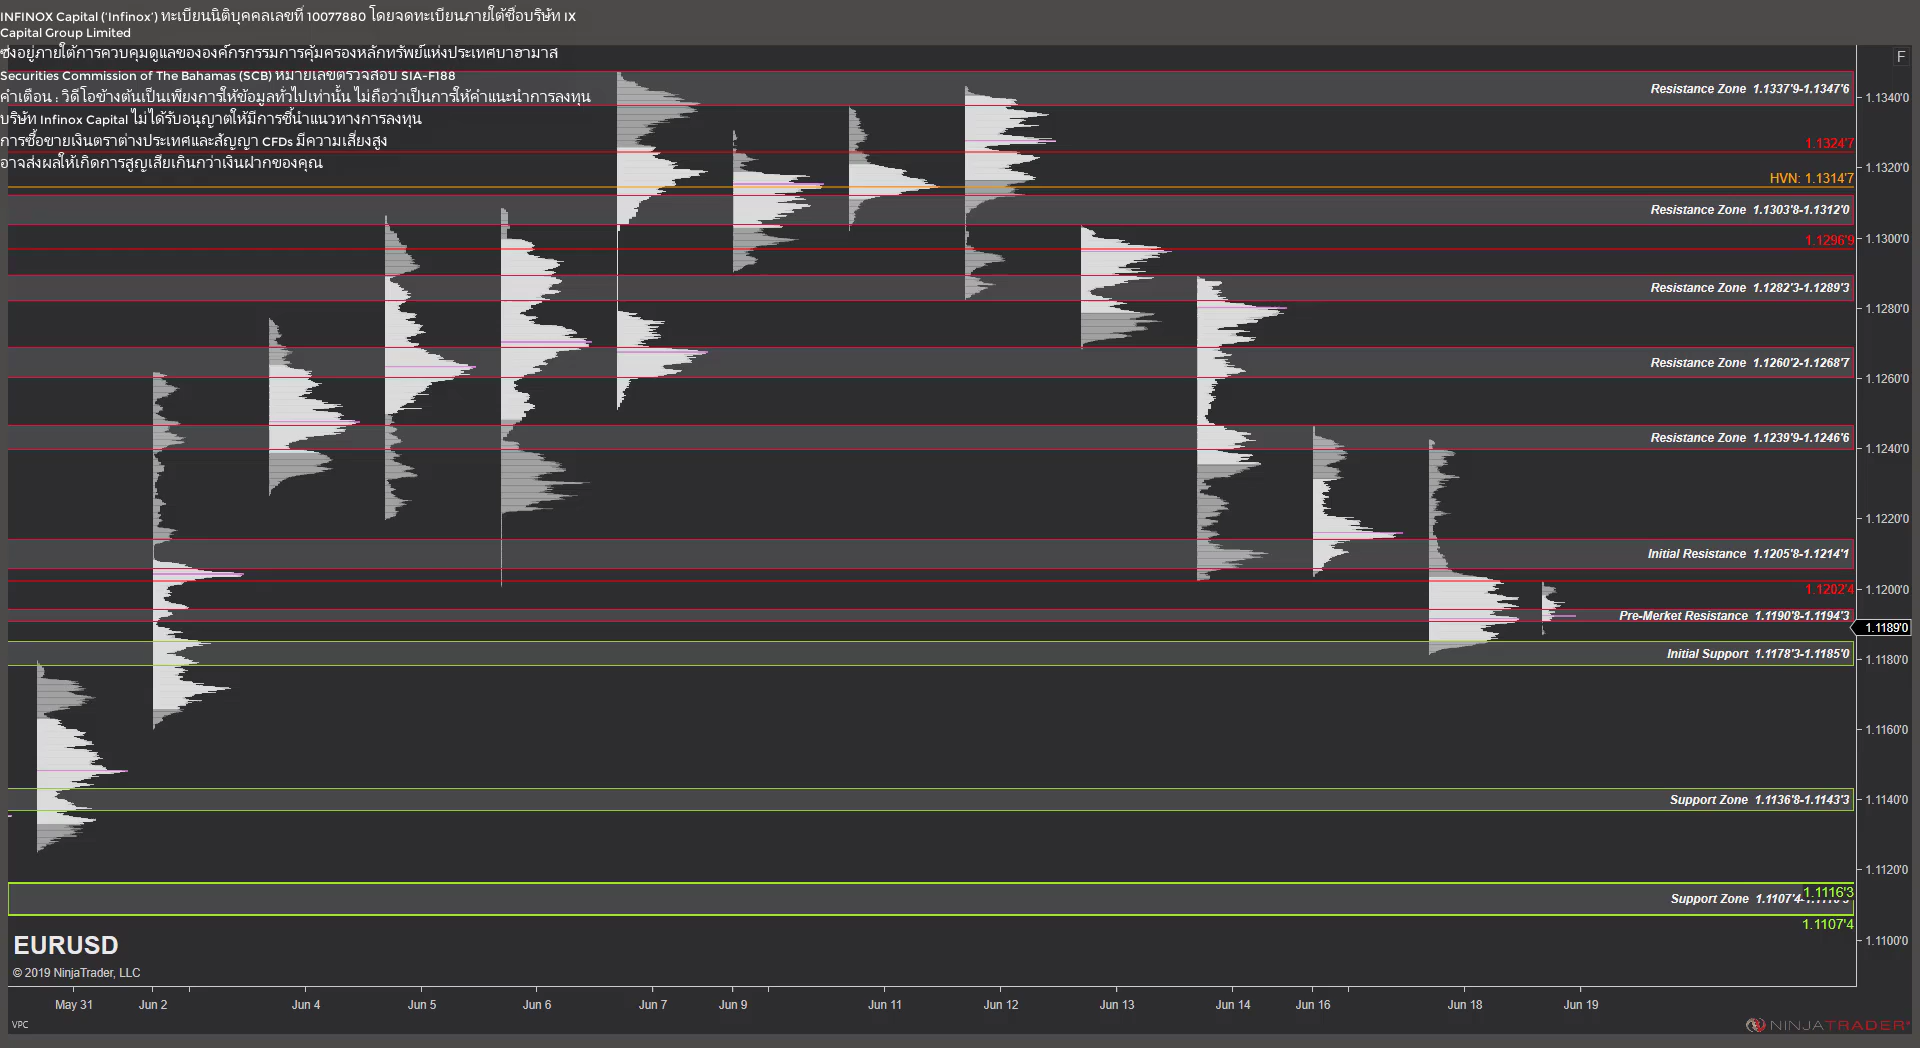 INFINOX Capital ('Infinox') ทะเบียนนิติบุคคลเลขที่ 10077880 โดยจดทะเบียนภายใต้ชื่อบริษัท IX
Capital Group Limited
ซึ่งอยู่ภายใต้การควบคุมดูแลขององค์กรกรรมการคุ้มครองหลักทรัพย์แห่งประเทศบาฮามาส
Securities Commission of The Bahamas (SCB) หมายเลขตรวจสอบ SIA-F188
คำเตือน : วิดีโอข้างต้นเป็นเพียงการให้ข้อมูลทั่วไปเท่านั้น ไม่ถือว่าเป็นการให้คำแนะนำการลงทุน
บริษัท Infinox Capital ไม่ได้รับอนุญาตให้มีการชี้นำแนวทางการลงทุน
การซื้อขายเงินตราต่างประเทศและสัญญา CFDs มีความเสี่ยงสูง
อาจส่งผลให้เกิดการสูญเสียเกินกว่าเงินฝากของคุณ
F
Resistance Zone 1.1337'9-1.1347'6
1.1340'0
1.1324'7
1.1320'0
HVN: 1.1314'7
Resistance Zone 1.1303'8-1.1312'0
1.1300'0
1.1296'9
Resistance Zone 1.1282'3-1.1289'3
1.1280'0
Resistance Zone 1.1260'2-1.1268'7
1.1260'0
Resistance Zone 1.1239'9-1.1246'6
1.1240'0
1.1220'0
Initial Resistance 1.1205'8-1.1214'1
1.1202'4
1.1200'0
Pre-Merket Resistance 1.1190'8-1.1194'3
1.1189'0
Initial Support 1.1178'3-1.1185'0
1.1180'0
1.1160'0
Support Zone 1.1136'8-1.1143'3
1.1140'0
1.1120'0
1.1116'3
Support Zone 1.1107'4-
1.1107'4
1.1100'0
EURUSD
© 2019 NinjaTrader, LLC
May 31 Jun 2 Jun 4 Jun 5 Jun 6 Jun 7 Jun 9 Jun 11 Jun 12 Jun 13 Jun 14 Jun 16 Jun 18 Jun 19
VPC
NINJATRADER